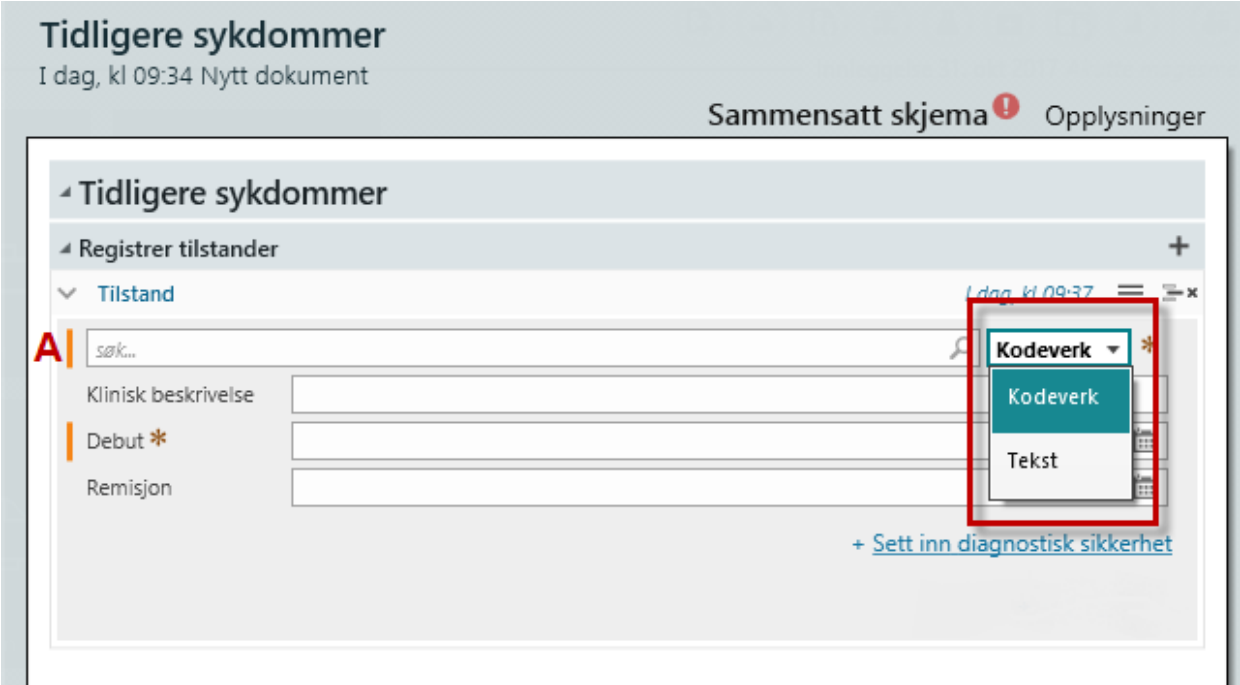 Tidligere sykdommer
I dag, kl 09:34 Nytt dokument
Sammensatt skjema ! Opplysninger
Tidligere sykdommer
Registrer tilstander +
Tilstand I dag, kl 09:37
A søk... Kodeverk *
Klinisk beskrivelse Kodeverk
Debut *
Tekst
Remisjon
+ Sett inn diagnostisk sikkerhet